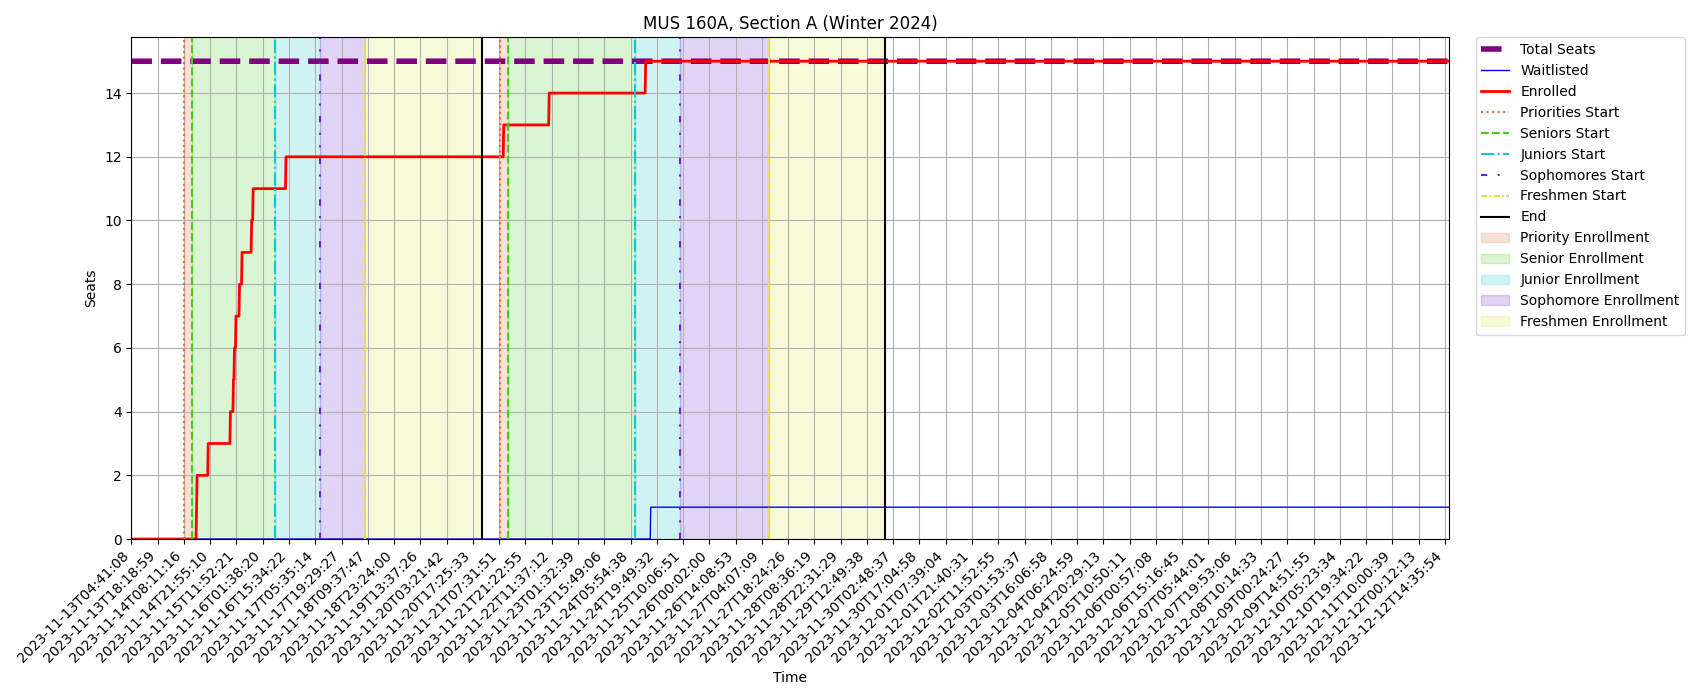 MUS 160A, Section A (Winter 2024)
Seats
14
12
10
8
6
4
2
0
2023-11-13T04:41:08
2023-11-13T18:18:59
2023-11-14T08:11:16
2023-11-14T21:55:10
2023-11-15T11:52:21
2023-11-16T01:38:20
2023-11-16T15:34:22
2023-11-17T05:35:14
2023-11-17T19:29:27
2023-11-18T09:37:47
2023-11-18T23:24:00
2023-11-19T13:37:26
2023-11-20T03:21:42
2023-11-20T17:25:33
2023-11-21T07:31:51
2023-11-21T21:22:55
2023-11-22T11:37:12
2023-11-23T01:32:39
2023-11-23T15:49:06
2023-11-24T05:54:38
2023-11-24T19:49:32
2023-11-25T10:06:51
2023-11-26T00:02:00
2023-11-26T14:08:53
2023-11-27T04:07:09
2023-11-27T18:24:26
2023-11-28T08:36:19
2023-11-28T22:31:29
2023-11-29T12:49:38
2023-11-30T02:48:37
2023-11-30T17:04:58
2023-12-01T07:39:04
2023-12-01T21:40:31
2023-12-02T11:52:55
2023-12-03T01:53:37
2023-12-03T16:06:58
2023-12-04T06:24:59
2023-12-04T20:29:13
2023-12-05T10:50:11
2023-12-06T00:57:08
2023-12-06T15:16:45
2023-12-07T05:44:01
2023-12-07T19:53:06
2023-12-08T10:14:33
2023-12-09T00:24:27
2023-12-09T14:51:55
2023-12-10T05:23:34
2023-12-10T19:34:22
2023-12-11T10:00:39
2023-12-12T00:12:13
2023-12-12T14:35:54
Time
Total Seats
Waitlisted
Enrolled
Priorities Start
Seniors Start
Juniors Start
Sophomores Start
Freshmen Start
End
Priority Enrollment
Senior Enrollment
Junior Enrollment
Sophomore Enrollment
Freshmen Enrollment